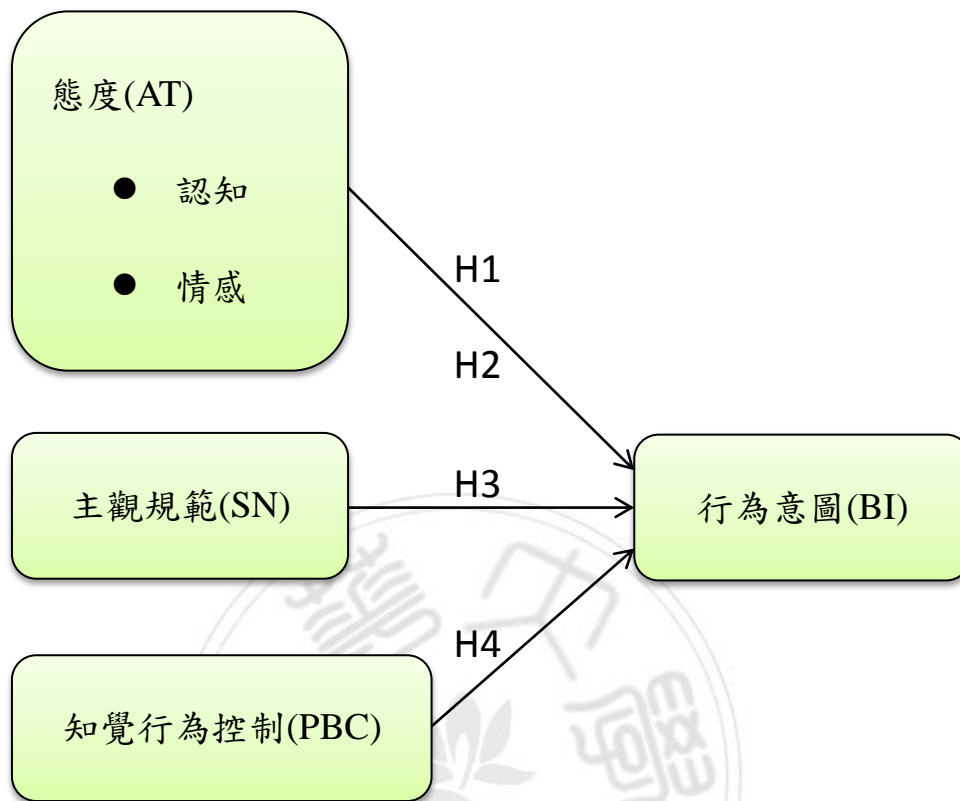 態度(AT)
● 認知
● 情感
H1
H2
主觀規範(SN)
H3
行為意圖(BI)
H4
知覺行為控制(PBC)